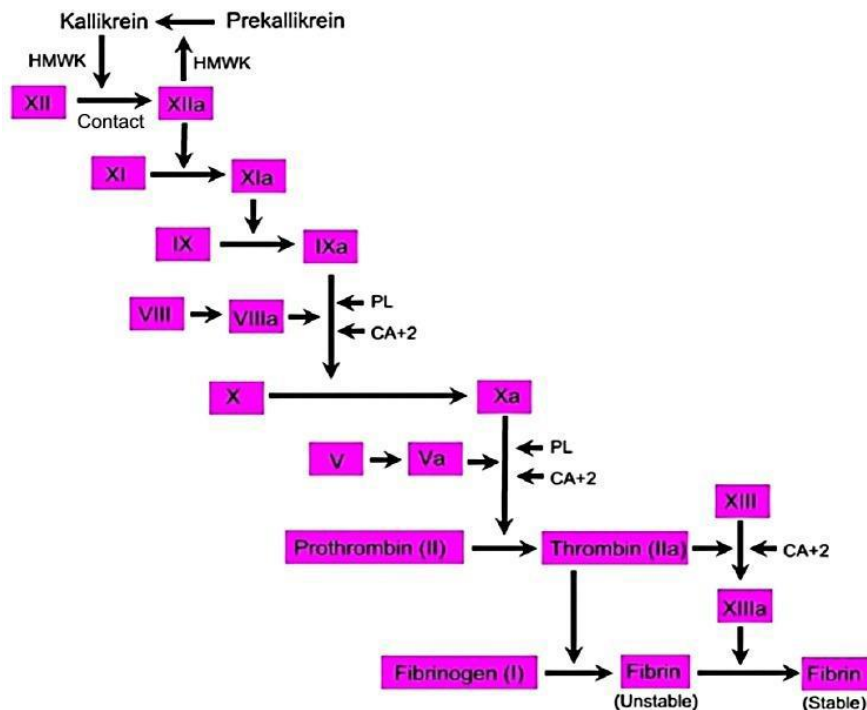 Kallikrein Prekallikrein
HMWK HMWK
XII XIIa
Contact
XI XIa
IX IXa
PL
VIII VIIIa
CA+2
X Xa
PL
V Va
CA+2
XIII
Prothrombin (II) Thrombin (IIa) CA+2
XIIIa
Fibrinogen (I) Fibrin Fibrin
(Unstable) (Stable)